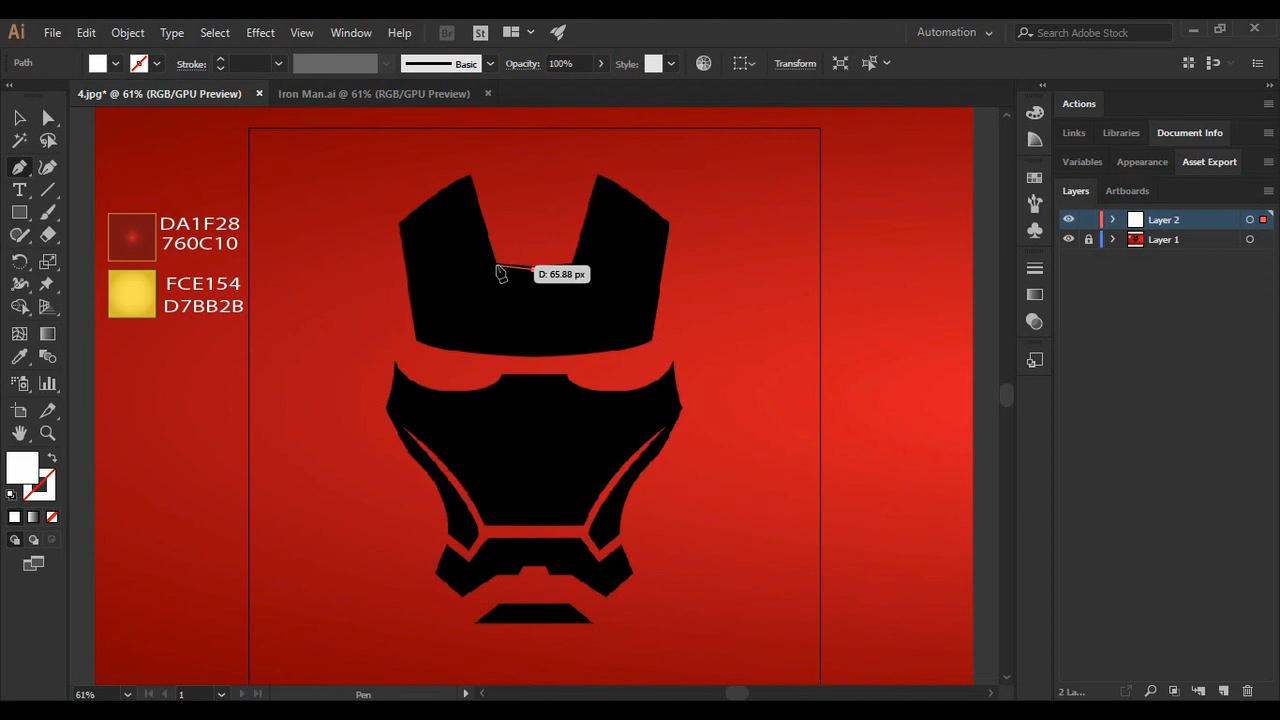 Ai File Edit Object Type Select Effect View Window Help Br St Automation Search Adobe Stock
Path Stroke: Basic Opacity: 100% Style: Transform
4.jpg* @ 61% (RGB/GPU Preview) × Iron Man.ai @ 61% (RGB/GPU Preview) ×
Actions
Links Libraries Document Info
Variables Appearance Asset Export
Layers Artboards
Layer 2
Layer 1
DA1F28
760C10
FCE154
D7BB2B
D: 65.88 px
61% 1 Pen
2 La...